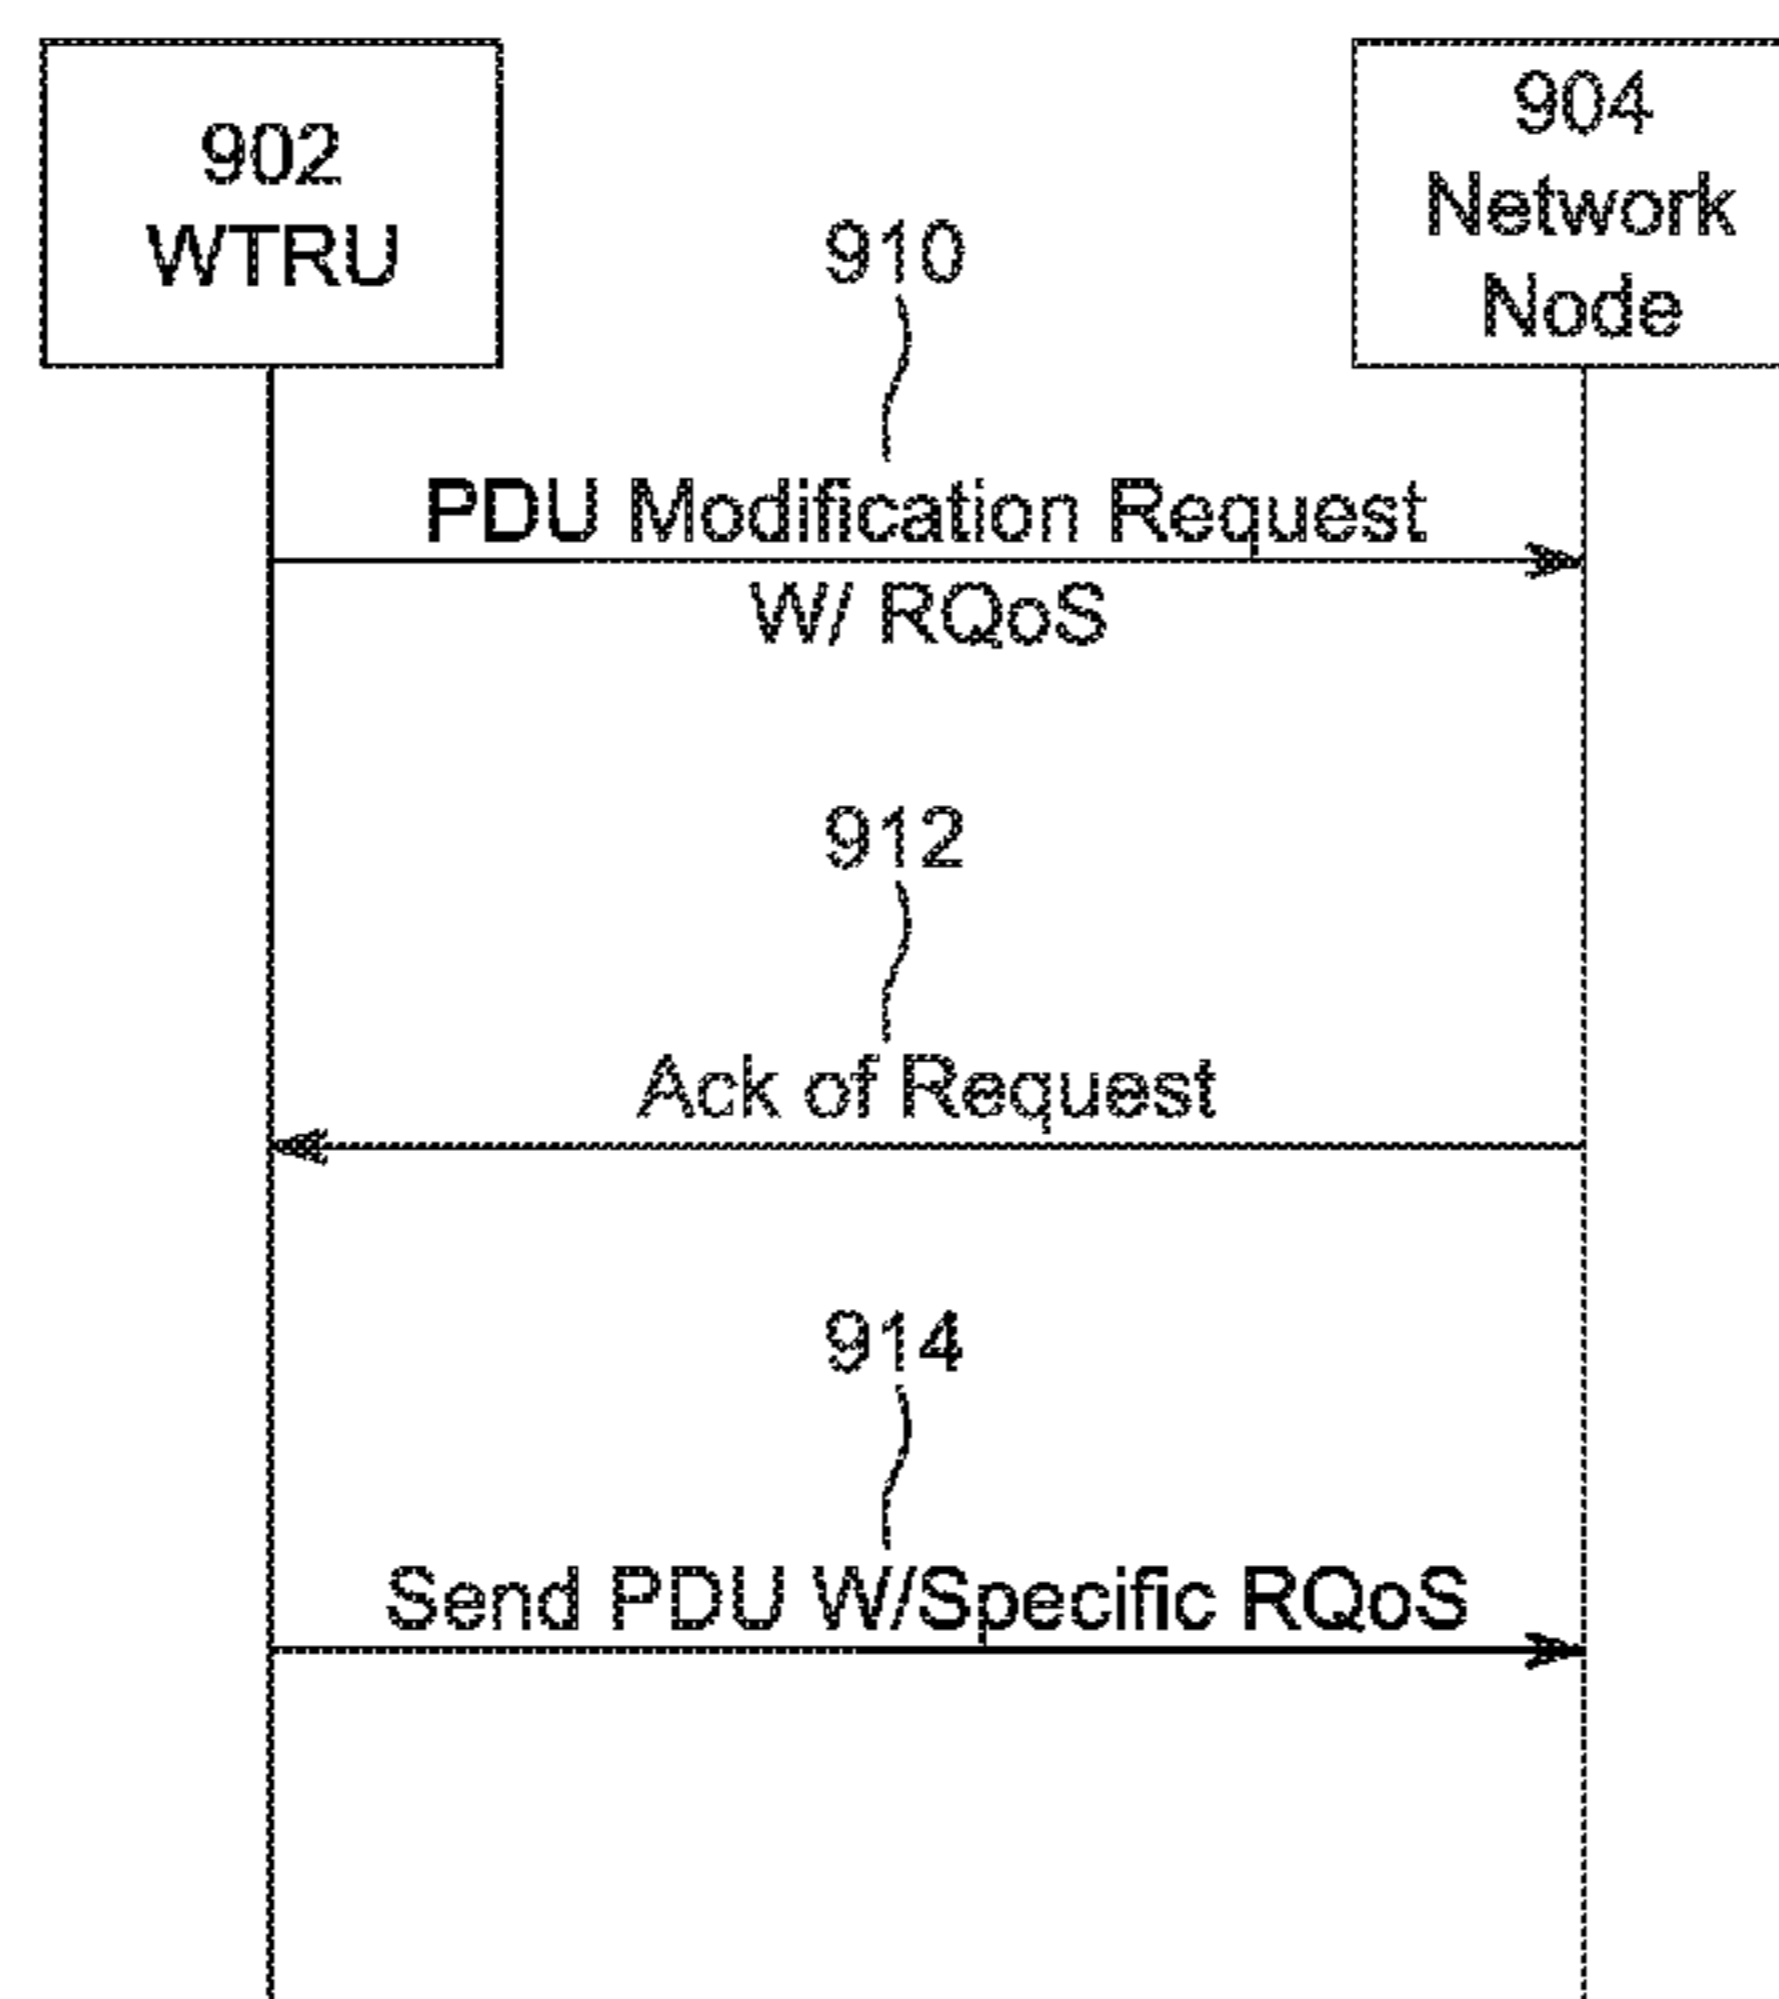 902
WTRU
904
Network
Node
910
PDU Modification Request
W/ RQoS
912
Ack of Request
914
Send PDU W/Specific RQoS